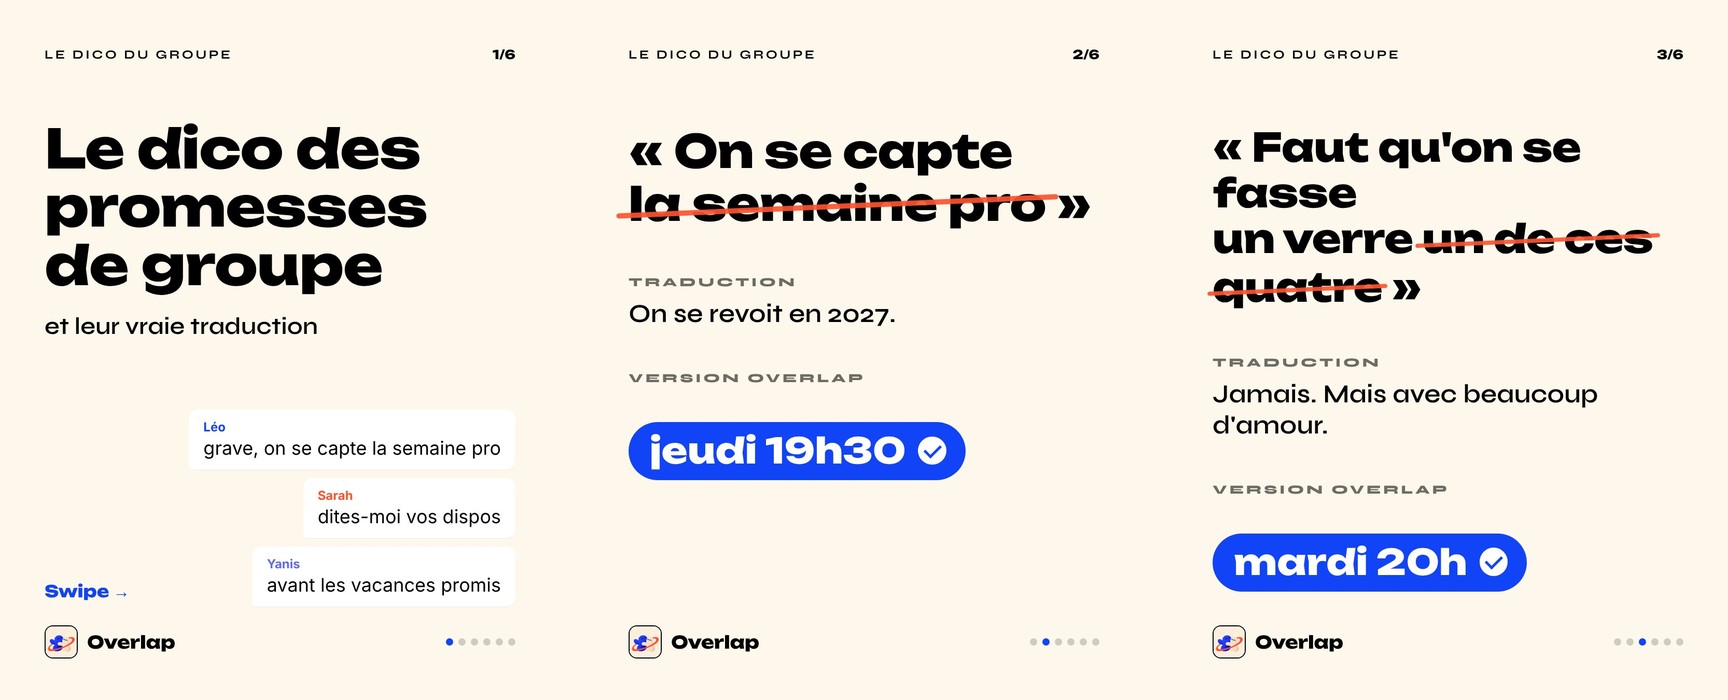 LE DICO DU GROUPE
1/6
Le dico des
promesses
de groupe
et leur vraie traduction
Léo
grave, on se capte la semaine pro
Sarah
dites-moi vos dispos
Yanis
avant les vacances promis
Swipe →
Overlap
LE DICO DU GROUPE
2/6
« On se capte
la semaine pro »
TRADUCTION
On se revoit en 2027.
VERSION OVERLAP
jeudi 19h30
Overlap
LE DICO DU GROUPE
3/6
« Faut qu'on se
fasse
un verre un de ces
quatre »
TRADUCTION
Jamais. Mais avec beaucoup
d'amour.
VERSION OVERLAP
mardi 20h
Overlap